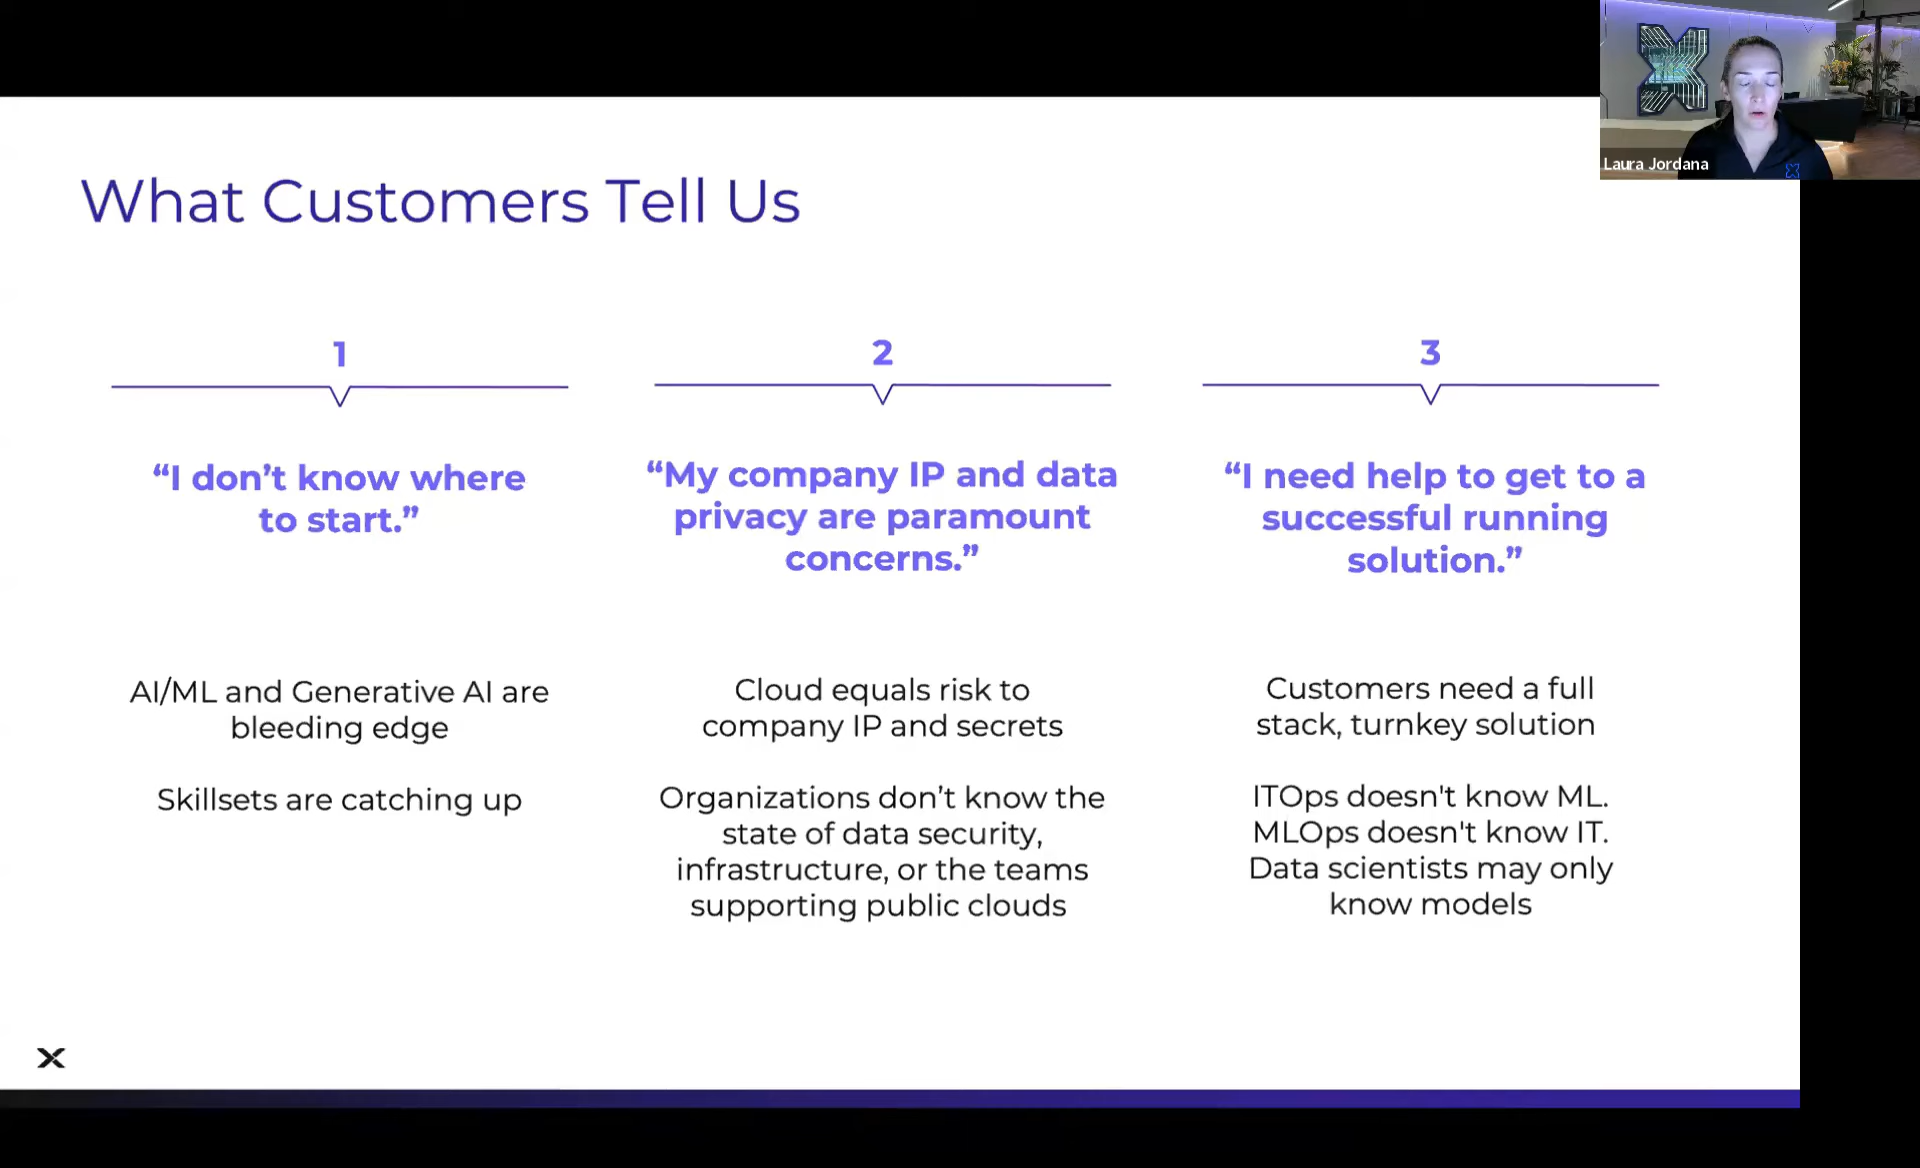 Laura Jordana
What Customers Tell Us
1
“I don’t know where
to start.”
AI/ML and Generative AI are
bleeding edge
Skillsets are catching up
2
“My company IP and data
privacy are paramount
concerns.”
Cloud equals risk to
company IP and secrets
Organizations don’t know the
state of data security,
infrastructure, or the teams
supporting public clouds
3
“I need help to get to a
successful running
solution.”
Customers need a full
stack, turnkey solution
ITOps doesn't know ML.
MLOps doesn't know IT.
Data scientists may only
know models